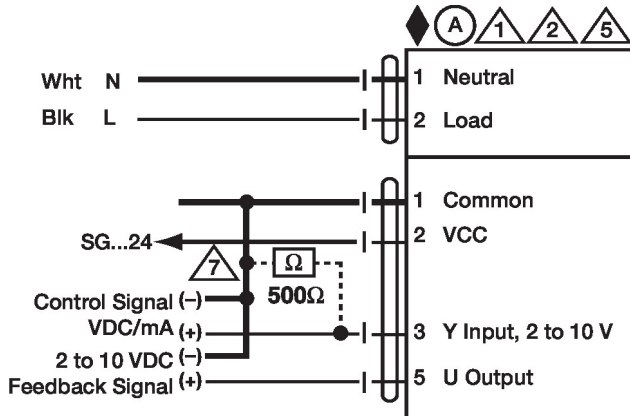 A 1 2 5
Wht N 1 Neutral
Blk L 2 Load
1 Common
SG...24 2 VCC
7 Ω
500Ω
Control Signal (–)
VDC/mA (+) 3 Y Input, 2 to 10 V
2 to 10 VDC (–)
Feedback Signal (+) 5 U Output